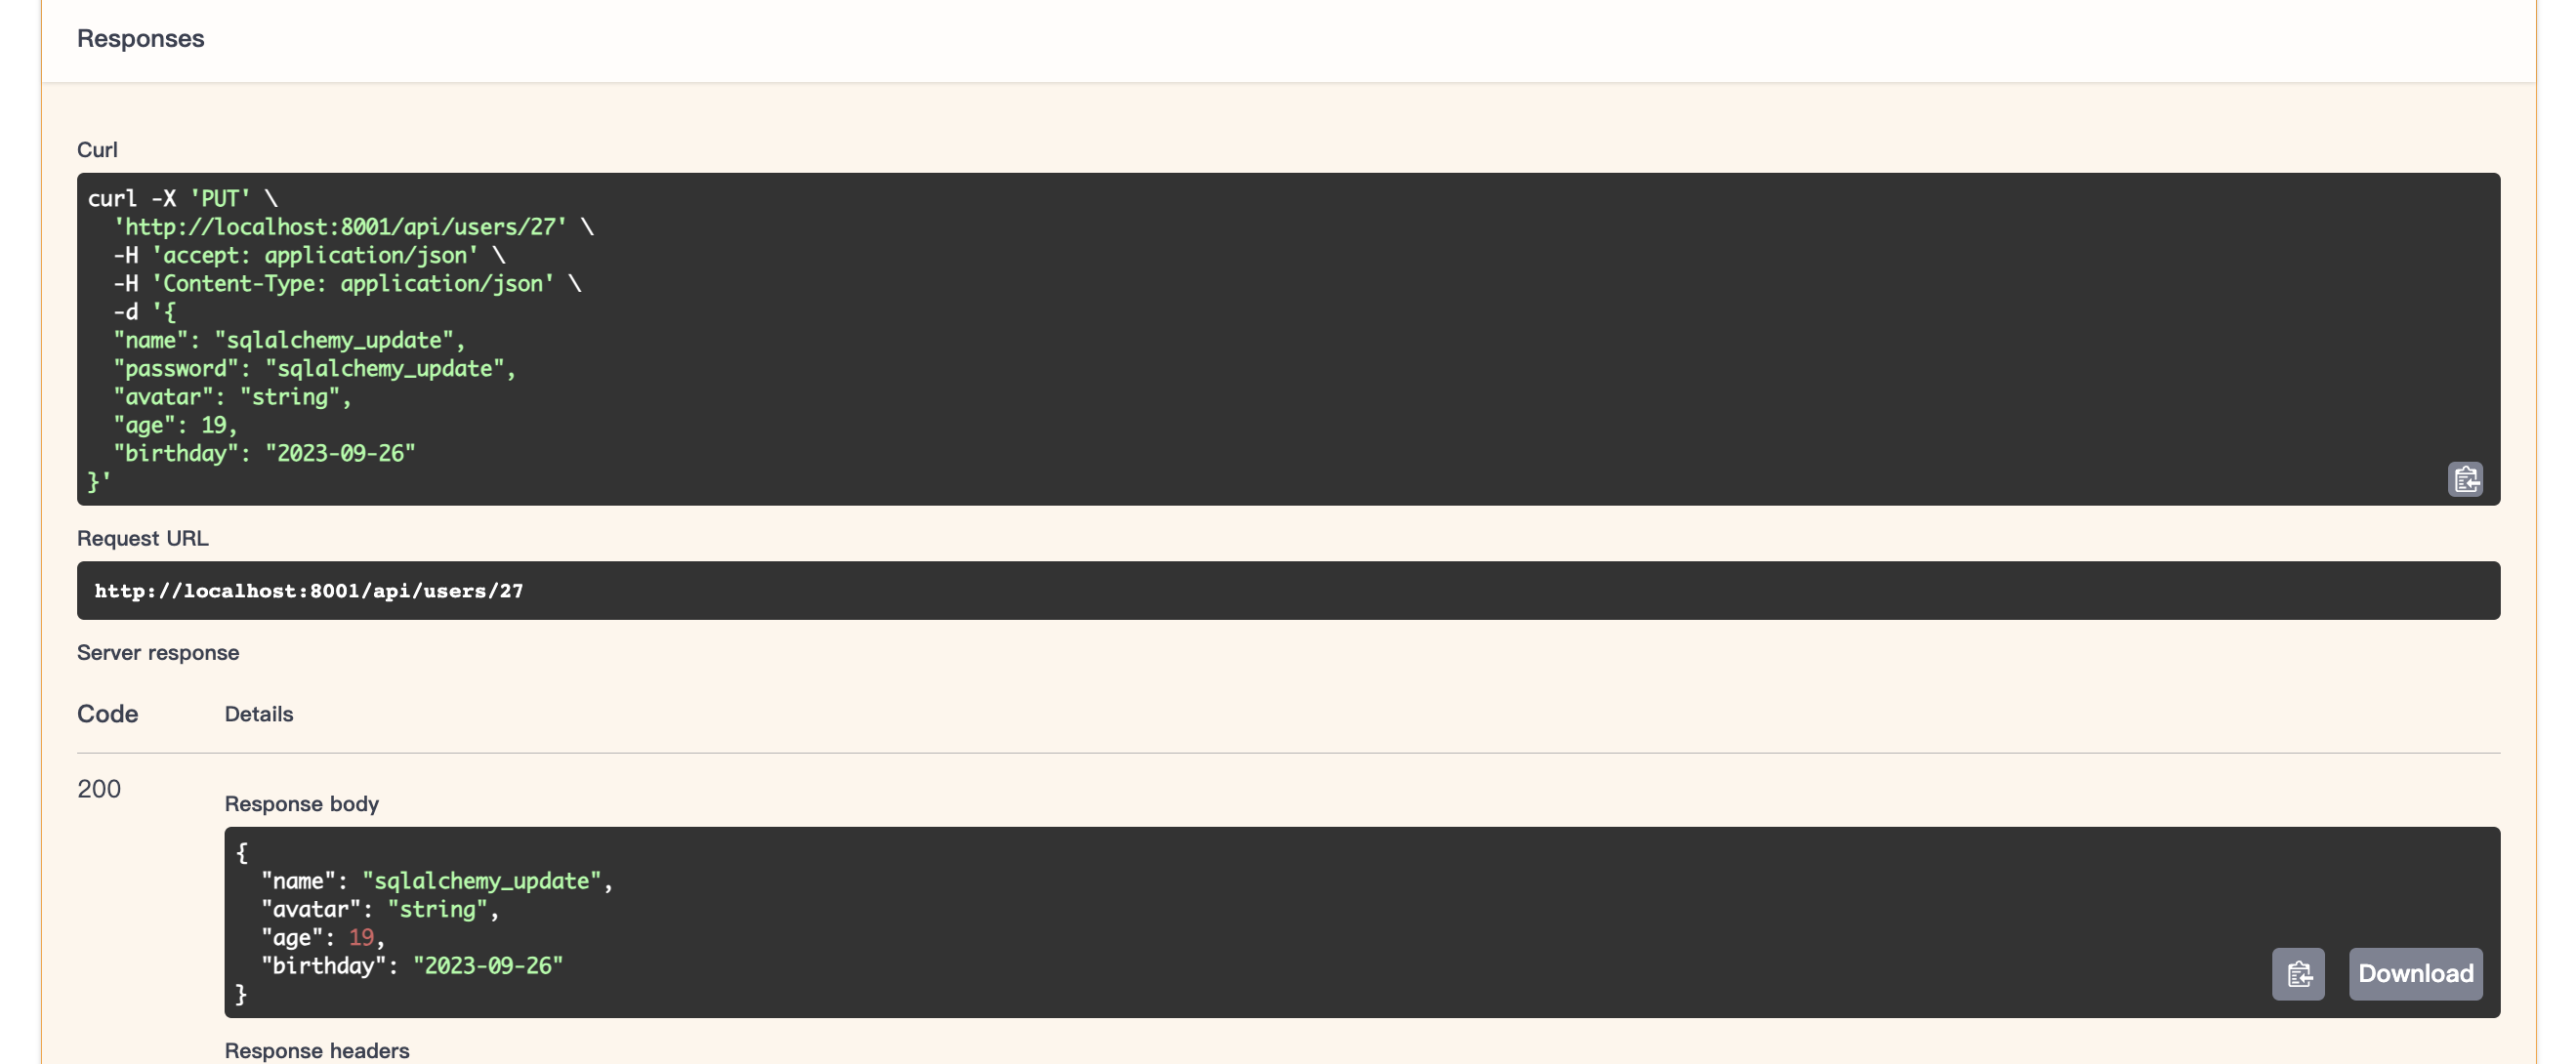 Responses
Curl
curl -X 'PUT' \
  'http://localhost:8001/api/users/27' \
  -H 'accept: application/json' \
  -H 'Content-Type: application/json' \
  -d '{
  "name": "sqlalchemy_update",
  "password": "sqlalchemy_update",
  "avatar": "string",
  "age": 19,
  "birthday": "2023-09-26"
}'
Request URL
http://localhost:8001/api/users/27
Server response
Code Details
200
Response body
{
  "name": "sqlalchemy_update",
  "avatar": "string",
  "age": 19,
  "birthday": "2023-09-26"
}
Download
Response headers